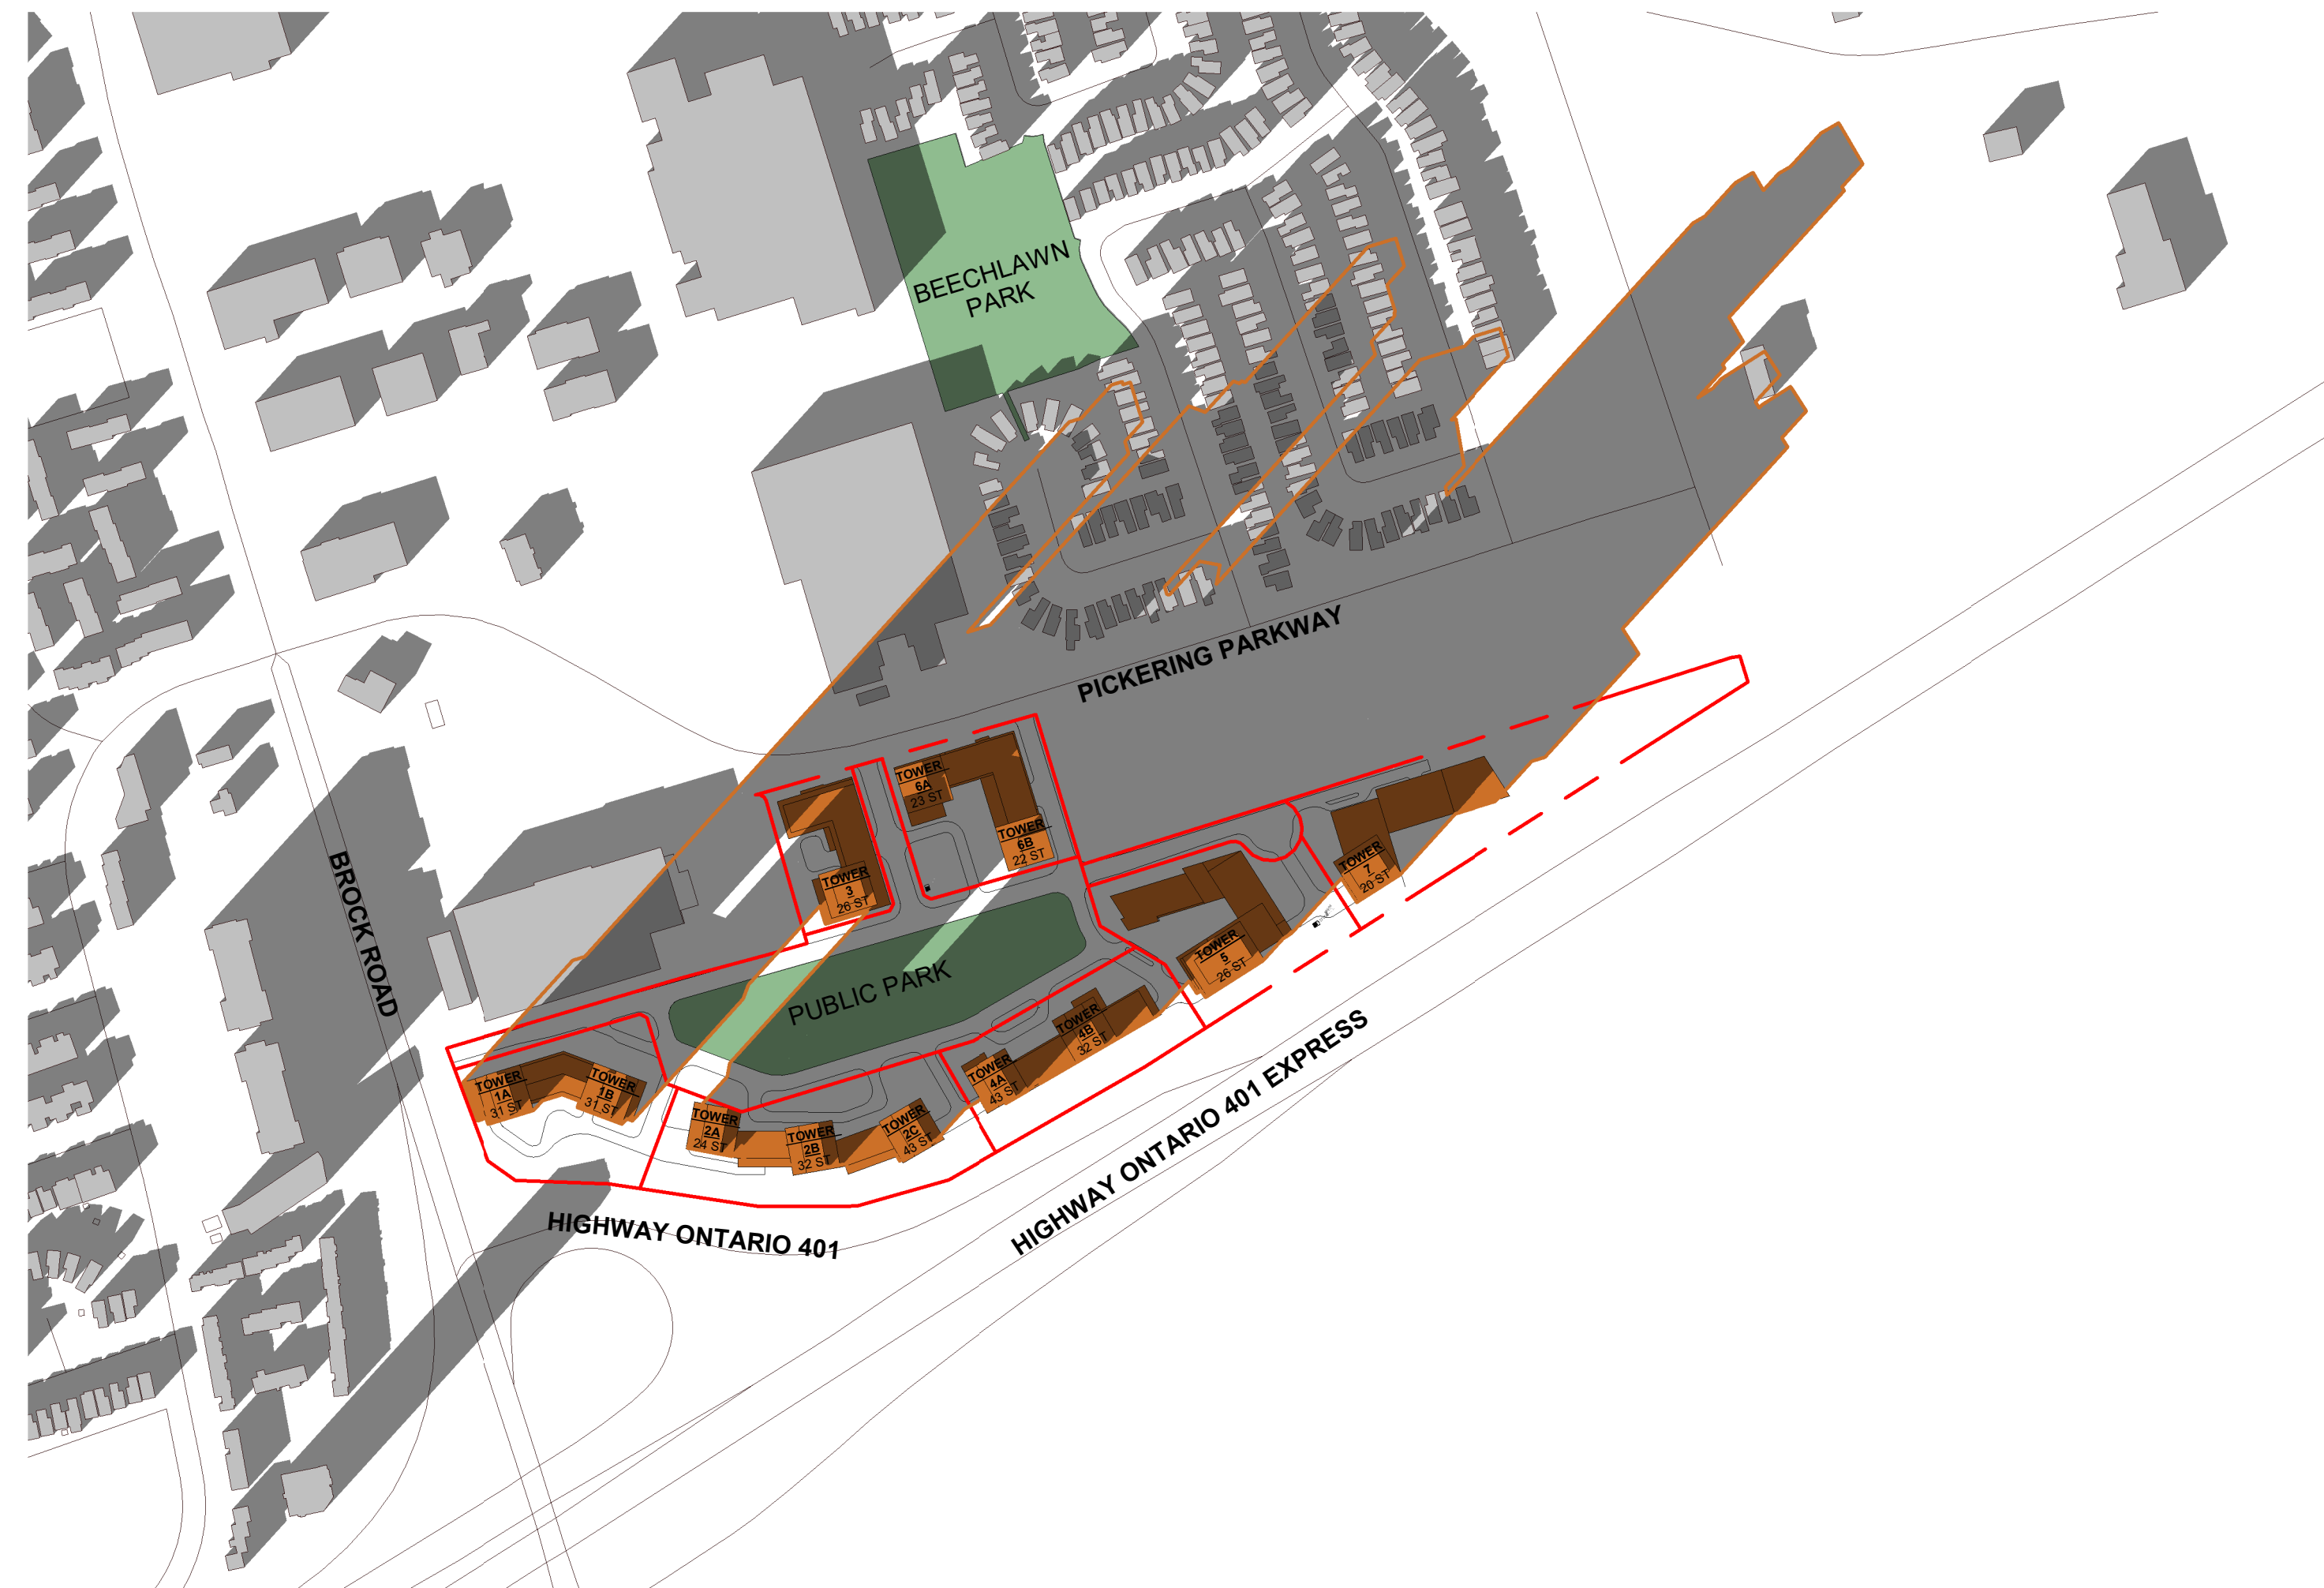 BEECHLAWN
PARK
PICKERING PARKWAY
TOWER
6A
23 ST
TOWER
6B
22 ST
TOWER
3
26 ST
TOWER
7
20 ST
BROCK ROAD
TOWER
5
26 ST
PUBLIC PARK
TOWER
4B
32 ST
TOWER
4A
43 ST
TOWER
1A
31 ST
TOWER
1B
31 ST
TOWER
2A
24 ST
TOWER
2B
32 ST
TOWER
2C
43 ST
HIGHWAY ONTARIO 401
HIGHWAY ONTARIO 401 EXPRESS